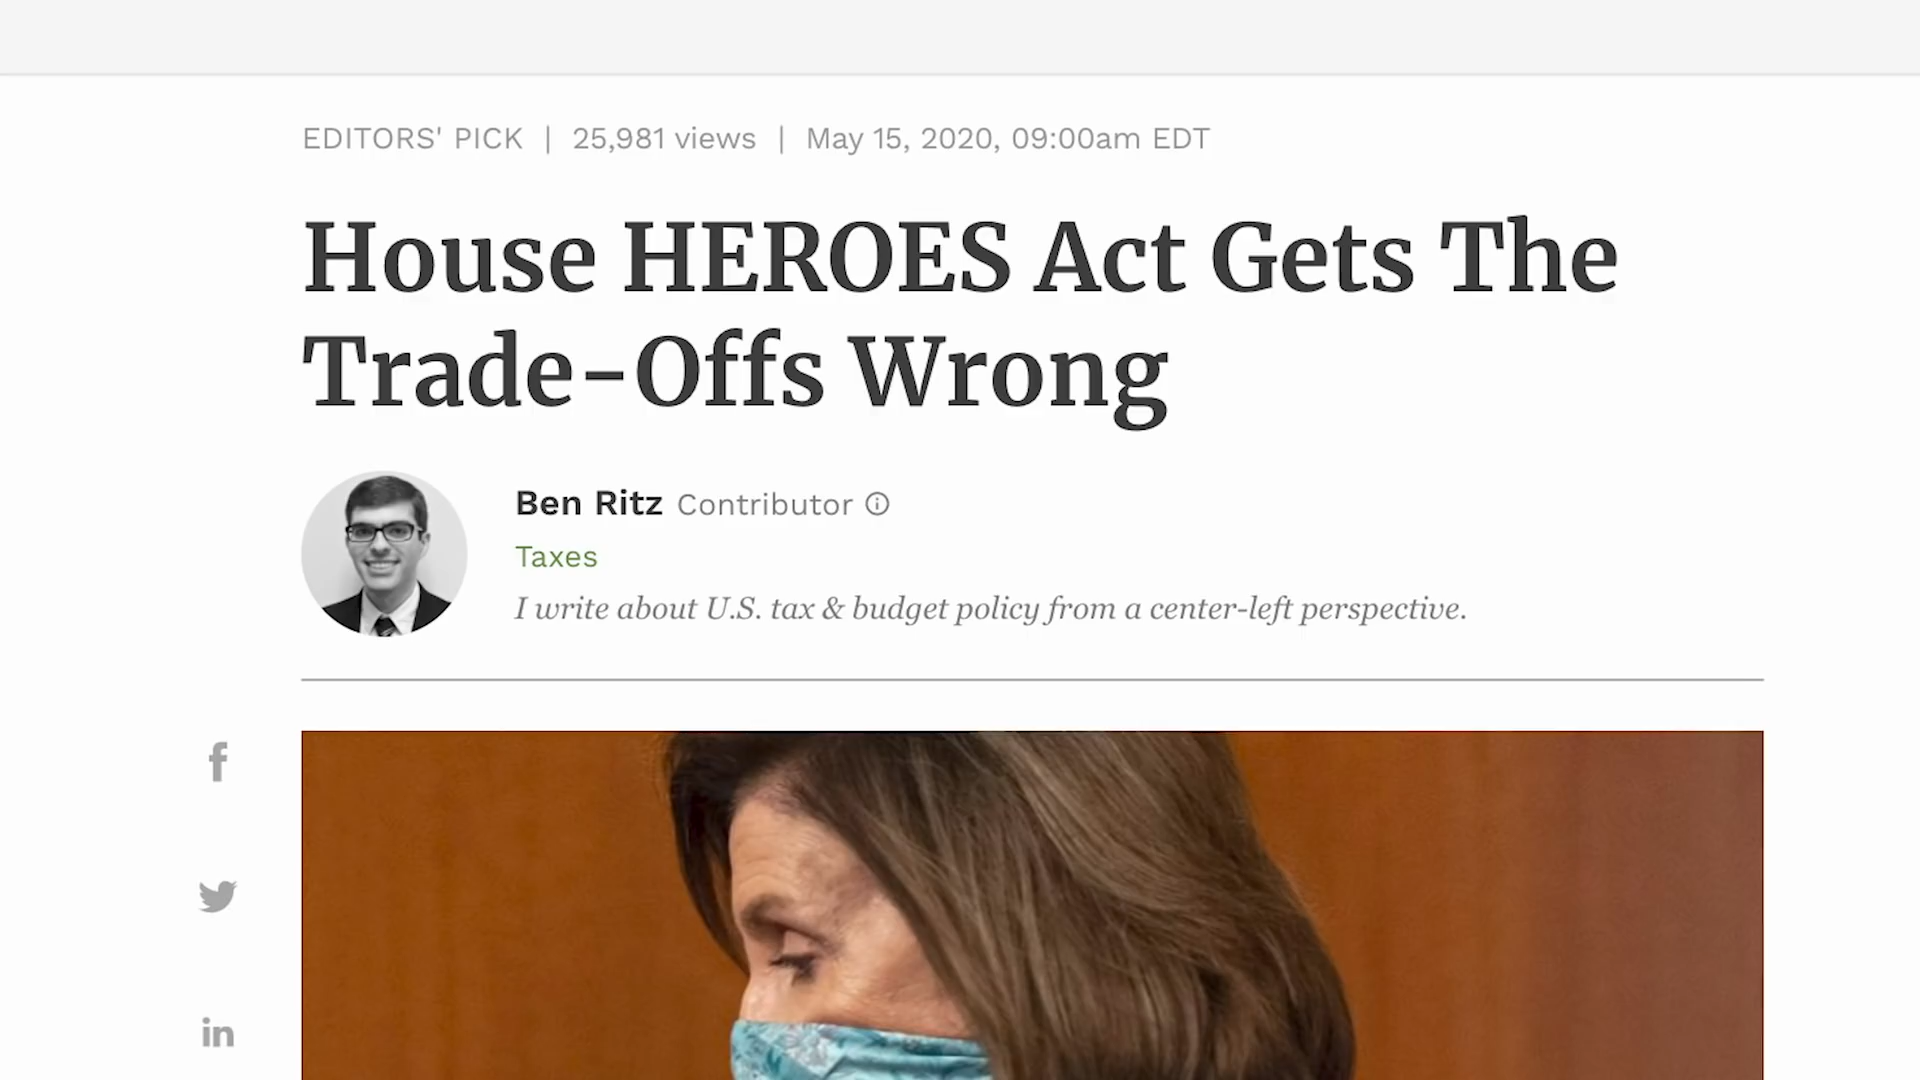 EDITORS' PICK | 25,981 views | May 15, 2020, 09:00am EDT
House HEROES Act Gets The
Trade-Offs Wrong
Ben Ritz Contributor
Taxes
I write about U.S. tax & budget policy from a center-left perspective.
f
in